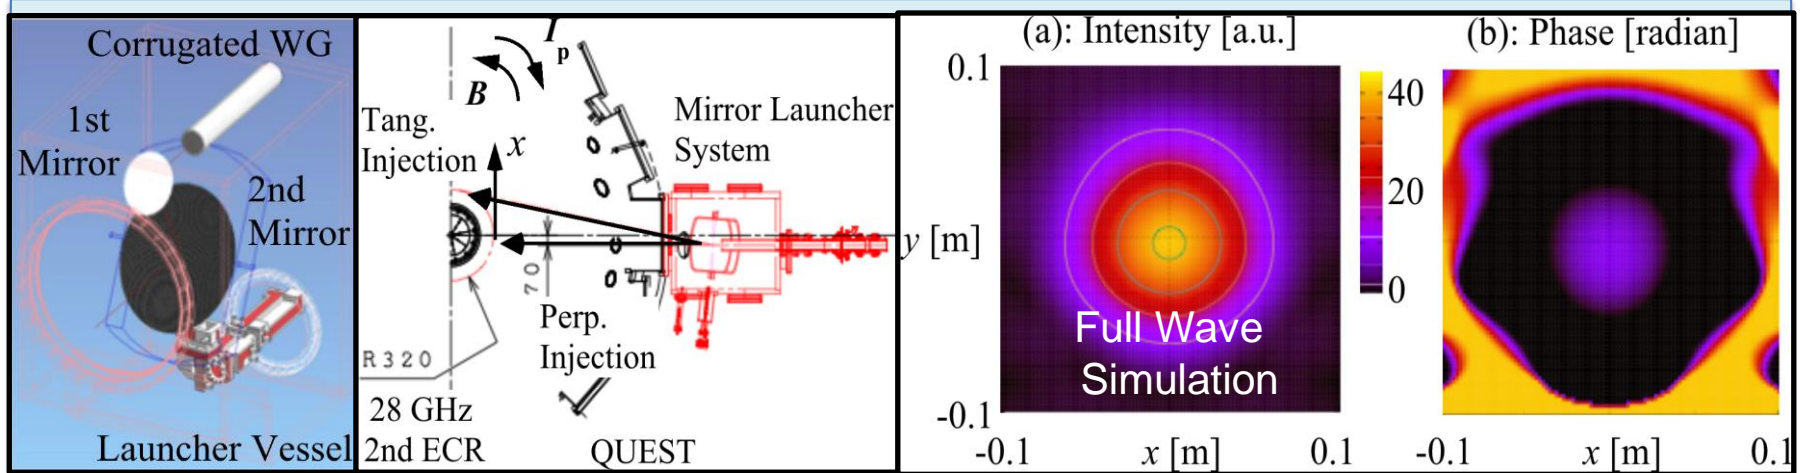 Corrugated WG
1st
Mirror
2nd
Mirror
Launcher Vessel
I p
B
Tang.
Injection
x
Mirror Launcher
System
70
Perp.
Injection
R320
28 GHz
2nd ECR
QUEST
(a): Intensity [a.u.]
0.1
y [m]
-0.1
Full Wave
Simulation
-0.1 x [m] 0.1
40
20
0
(b): Phase [radian]
-0.1 x [m] 0.1